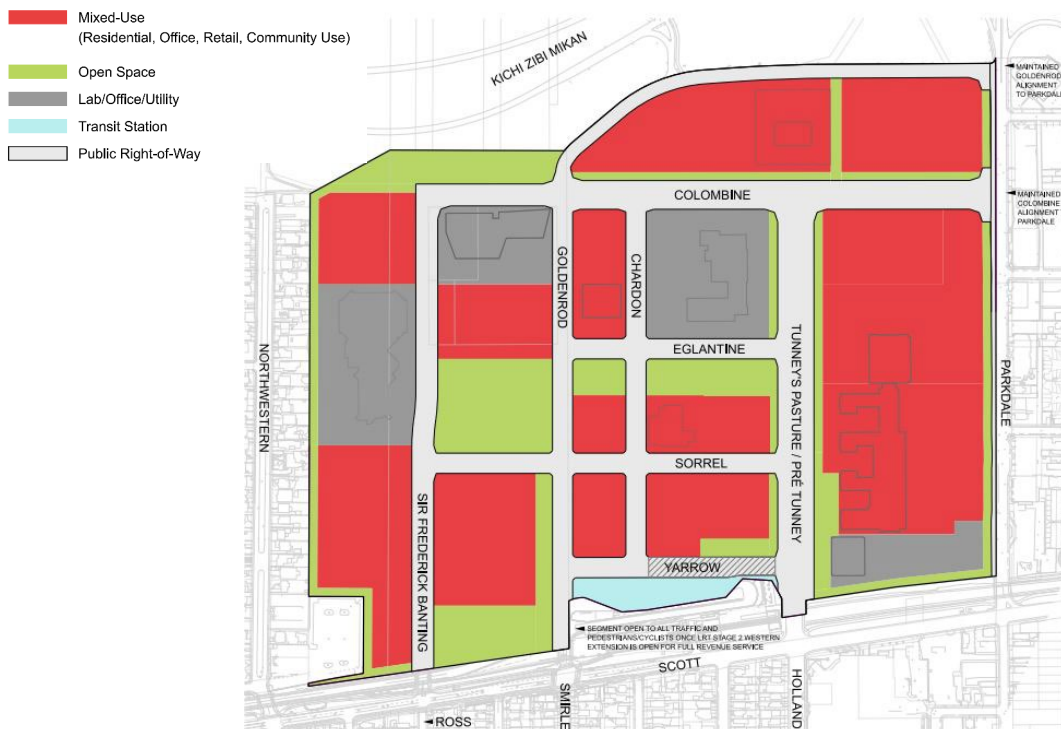 Mixed-Use
(Residential, Office, Retail, Community Use)
Open Space
Lab/Office/Utility
Transit Station
Public Right-of-Way
KICHI ZIBI MIKAN
MAINTAINED
GOLDENROD
ALIGNMENT
TO PARKDALE
COLOMBINE
MAINTAINED
COLOMBINE
ALIGNMENT
PARKDALE
GOLDENROD
CHARDON
EGLANTINE
NORTHWESTERN
TUNNEY'S PASTURE / PRÉ TUNNEY
PARKDALE
SORREL
SIR FREDERICK BANTING
YARROW
SEGMENT OPEN TO ALL TRAFFIC AND
PEDESTRIANS/CYCLISTS ONCE LRT STAGE 2 WESTERN
EXTENSION IS OPEN FOR FULL REVENUE SERVICE
SCOTT
SMIRLE
HOLLAND
ROSS